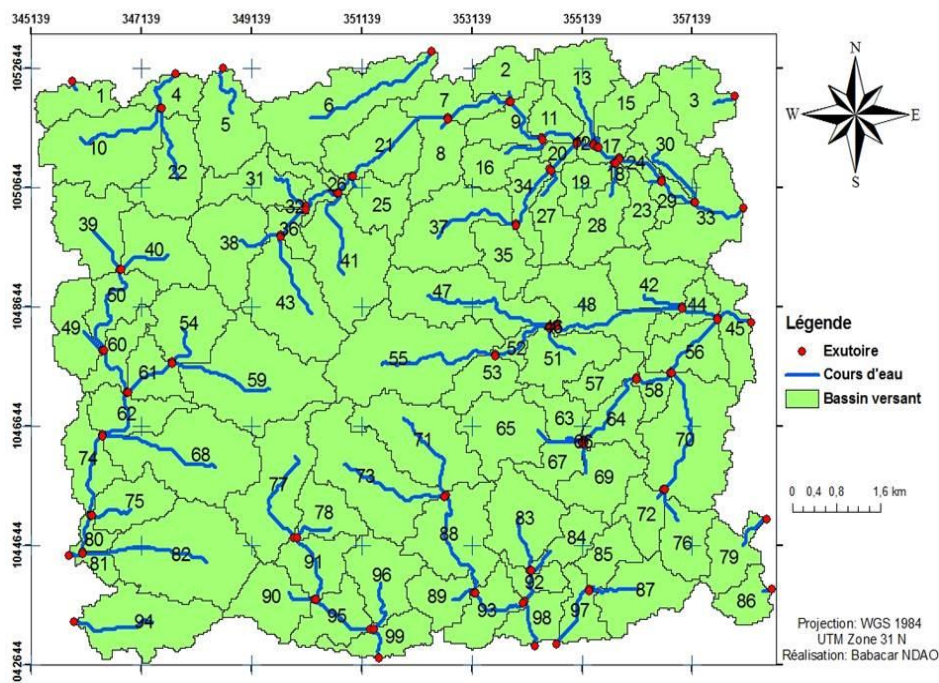 345139 347139 349139 351139 353139 355139 357139
1052644
1050644
1048644
1046644
1044644
042644
1 4 5 6 7 2 13 15 3
10 22 21 8 9 11 16 20 17 24 30
31 26 25 34 19 18 23 29 33
39 40 38 36 41 37 27 28 35
50 43 47 48 42 44 45
49 60 54 52 51 56
61 59 55 53 57 58
62 68 71 65 63 64 70
74 75 77 73 67 69 72
80 78 88 83 84 85 76 79
81 82 91 96 92 87 86
90 89 93 97
94 95 99 98
N
W E
S
Légende
Exutoire
Cours d'eau
Bassin versant
0 0,4 0,8 1,6 km
Projection: WGS 1984
UTM Zone 31 N
Réalisation: Babacar NDAO